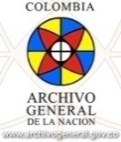 COLOMBIA
ARCHIVO
GENERAL
DE LA NACIÓN
www.archivogeneral.gov.co